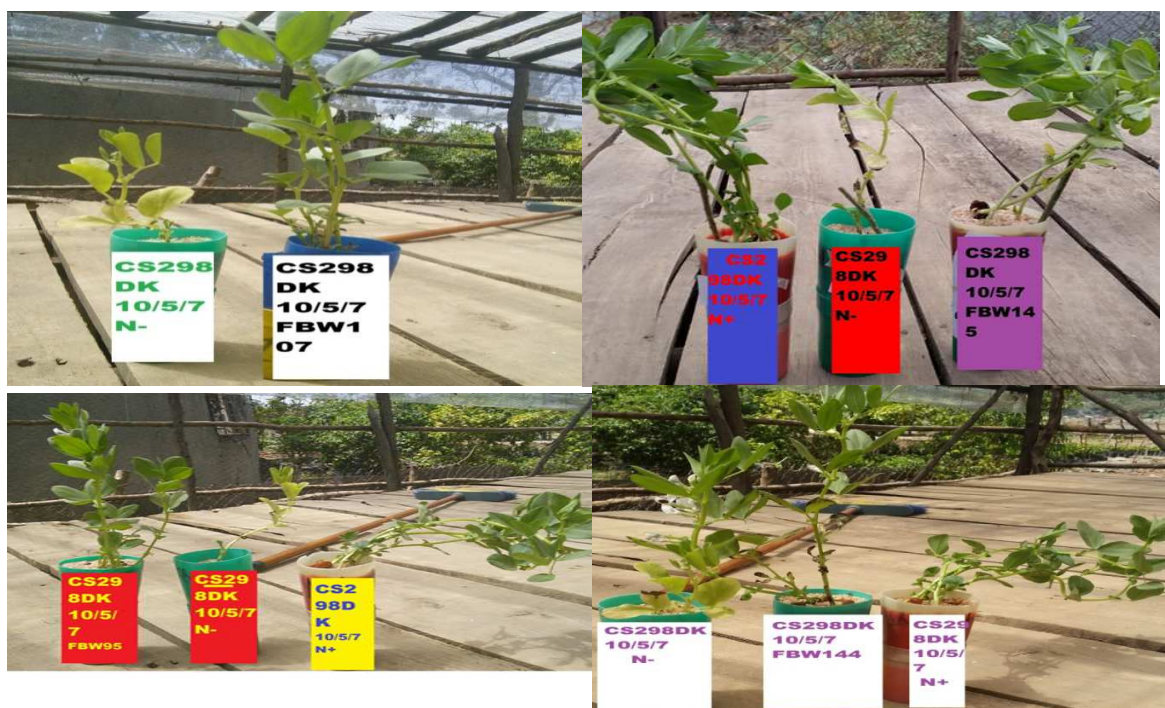 CS298
DK
10/5/7
N-
CS298
DK
10/5/7
FBW1
07
CS2
98DK
10/5/7
N+
CS29
8DK
10/5/7
N-
CS298
DK
10/5/7
FBW14
5
CS29
8DK
10/5/
7
FBW95
CS29
8DK
10/5/7
N-
CS2
98D
K
10/5/7
N+
CS298DK
10/5/7
N-
CS298DK
10/5/7
FBW144
CS29
8DK
10/5/
7
N+